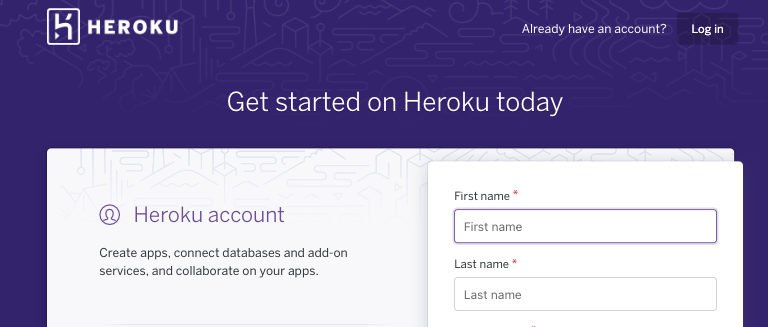 HEROKU
Already have an account? Log in
Get started on Heroku today
Heroku account
Create apps, connect databases and add-on
services, and collaborate on your apps.
First name *
First name
Last name *
Last name